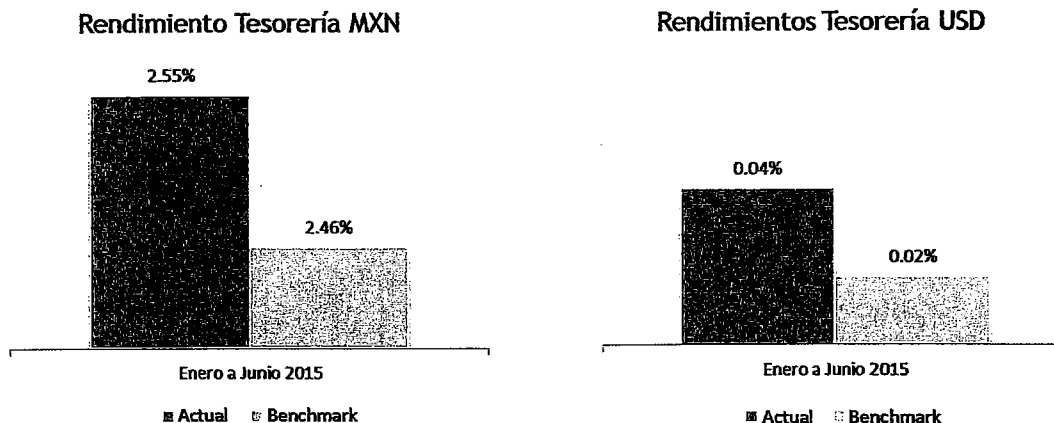 Rendimiento Tesorería MXN
2.55%
2.46%
Enero a Junio 2015
Actual Benchmark
Rendimientos Tesorería USD
0.04%
0.02%
Enero a Junio 2015
Actual Benchmark